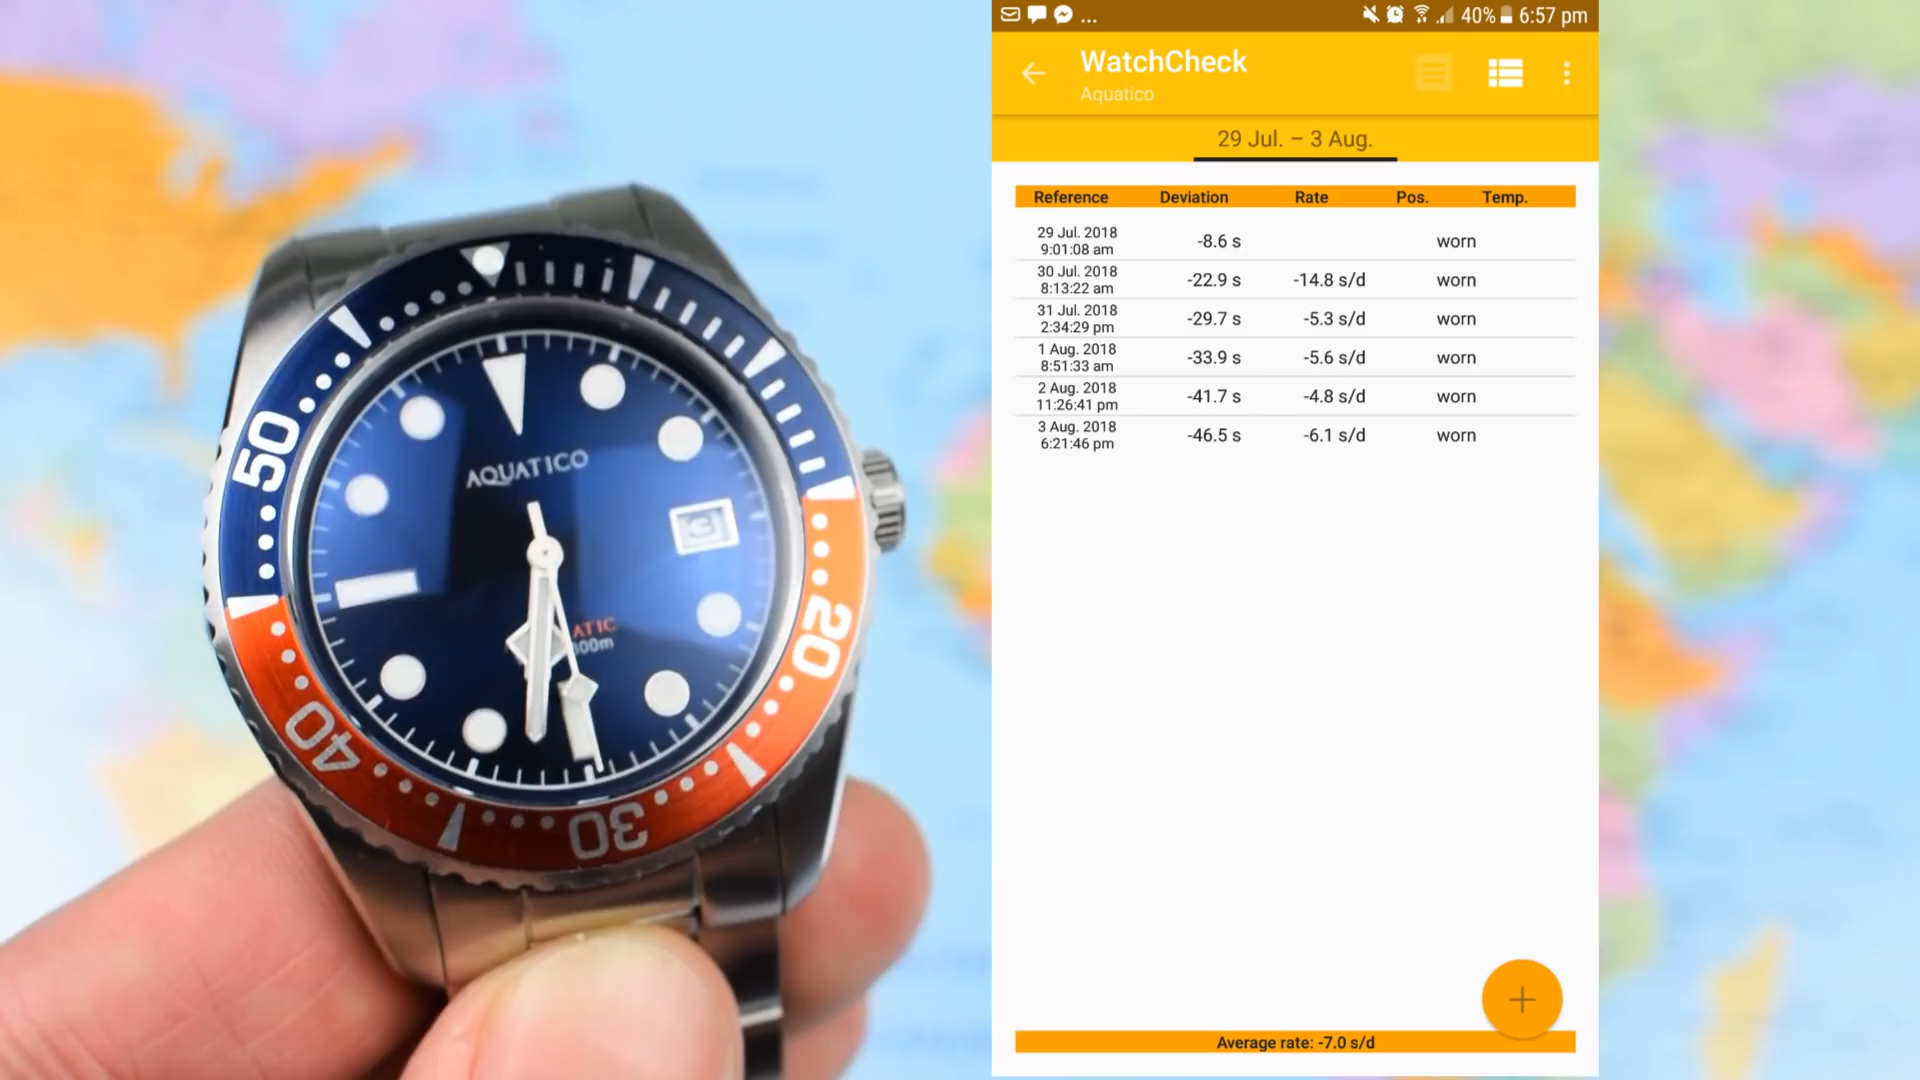 50
AQUATICO
3
ATIC
300m
20
40
30
... 40% 6:57 pm
WatchCheck
Aquatico
29 Jul. – 3 Aug.
Reference Deviation Rate Pos. Temp.
29 Jul. 2018
9:01:08 am -8.6 s worn
30 Jul. 2018
8:13:22 am -22.9 s -14.8 s/d worn
31 Jul. 2018
2:34:29 pm -29.7 s -5.3 s/d worn
1 Aug. 2018
8:51:33 am -33.9 s -5.6 s/d worn
2 Aug. 2018
11:26:41 pm -41.7 s -4.8 s/d worn
3 Aug. 2018
6:21:46 pm -46.5 s -6.1 s/d worn
Average rate: -7.0 s/d